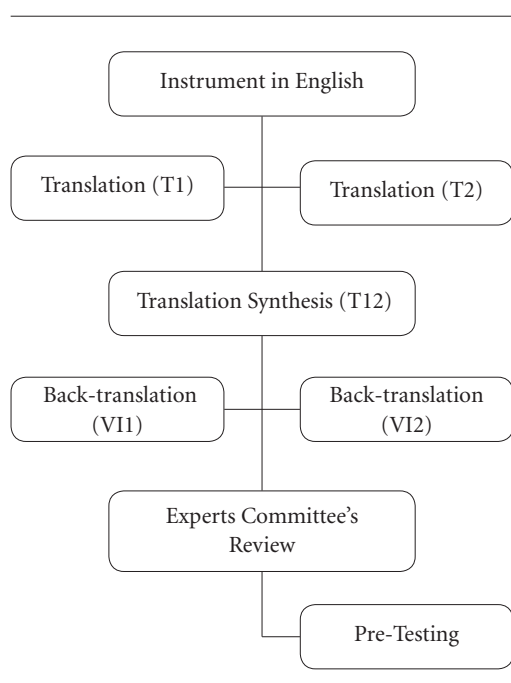 Instrument in English
Translation (T1)
Translation (T2)
Translation Synthesis (T12)
Back-translation
(VI1)
Back-translation
(VI2)
Experts Committee's
Review
Pre-Testing